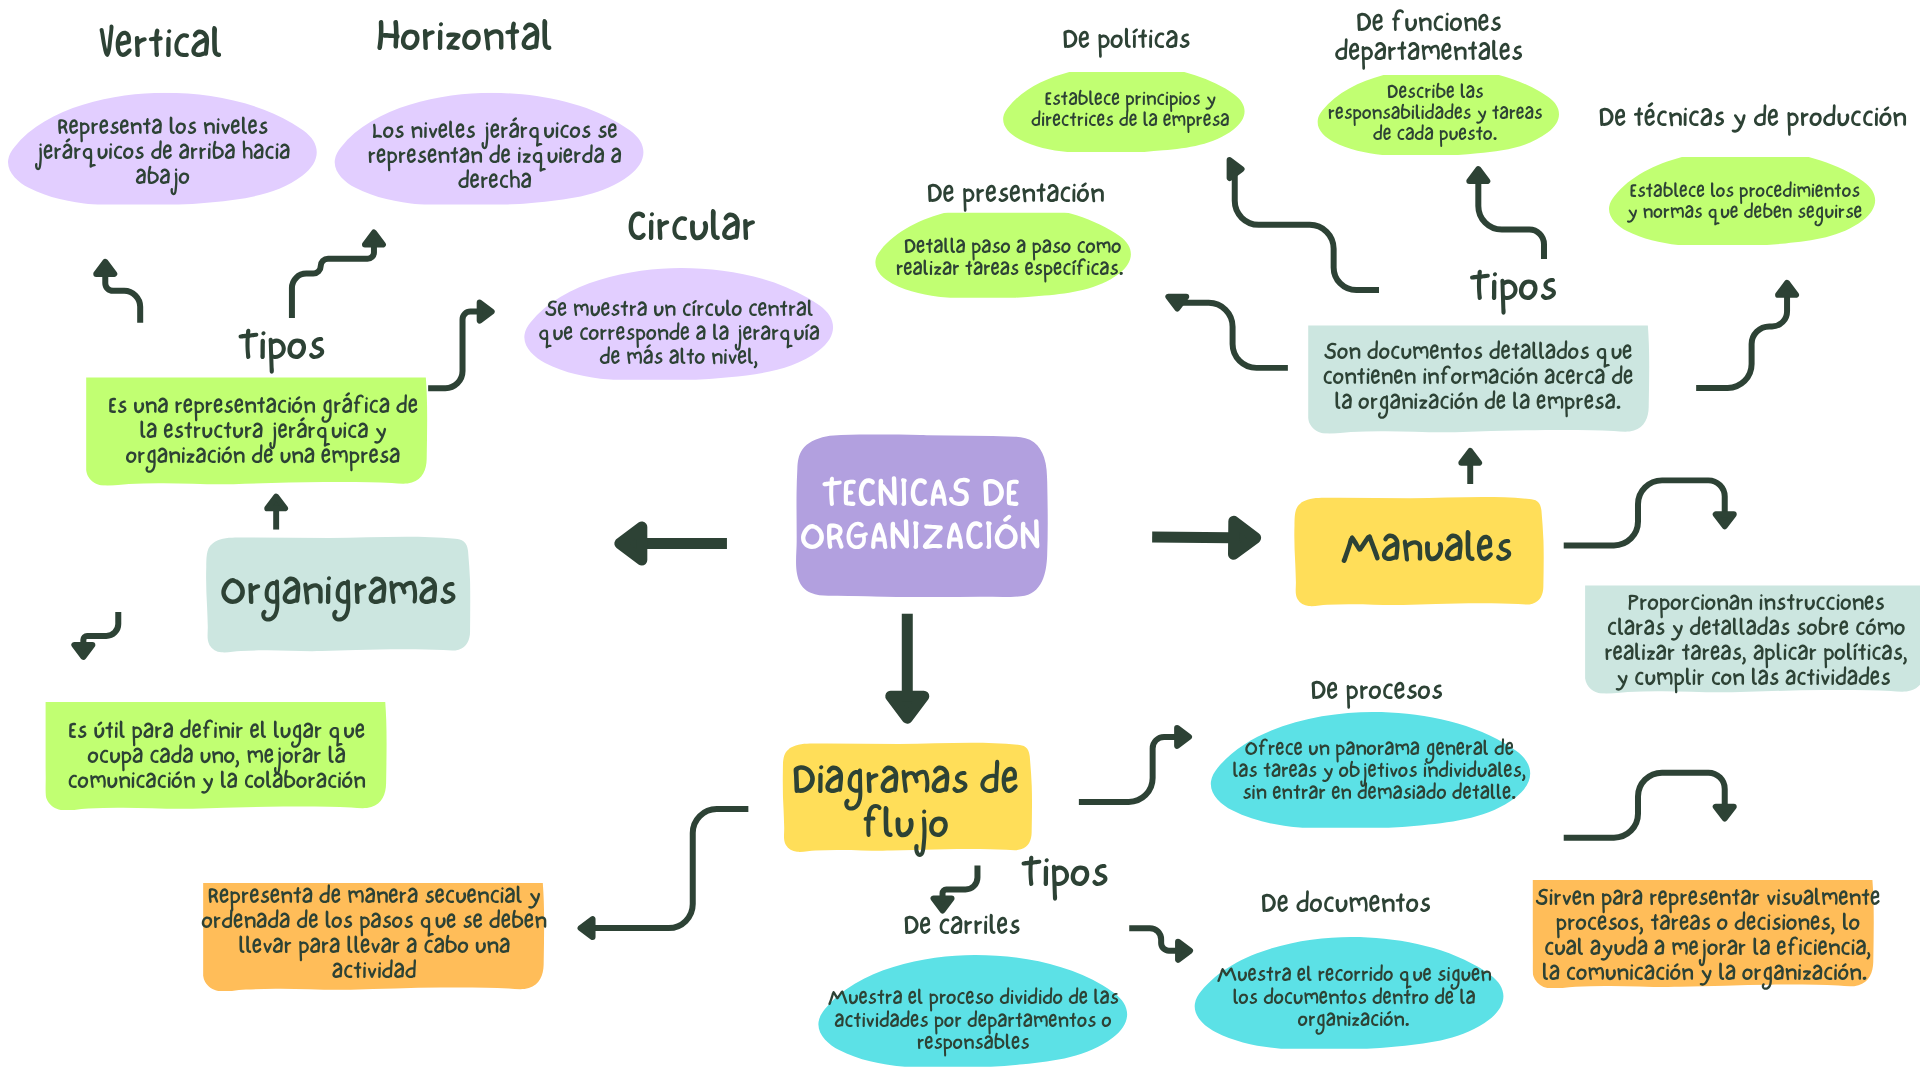 Vertical
Representa los niveles
jerárquicos de arriba hacia
abajo
Horizontal
Los niveles jerárquicos se
representan de izquierda a
derecha
Circular
Se muestra un círculo central
que corresponde a la jerarquía
de más alto nivel,
Tipos
Es una representación gráfica de
la estructura jerárquica y
organización de una empresa
Organigramas
Es útil para definir el lugar que
ocupa cada uno, mejorar la
comunicación y la colaboración
TECNICAS DE
ORGANIZACIÓN
De políticas
Establece principios y
directrices de la empresa
De funciones
departamentales
Describe las
responsabilidades y tareas
de cada puesto.
De técnicas y de producción
Establece los procedimientos
y normas que deben seguirse
De presentación
Detalla paso a paso como
realizar tareas específicas.
Tipos
Son documentos detallados que
contienen información acerca de
la organización de la empresa.
Manuales
Proporcionan instrucciones
claras y detalladas sobre cómo
realizar tareas, aplicar políticas,
y cumplir con las actividades
Diagramas de
flujo
Tipos
De procesos
Ofrece un panorama general de
las tareas y objetivos individuales,
sin entrar en demasiado detalle.
De carriles
Muestra el proceso dividido de las
actividades por departamentos o
responsables
De documentos
Muestra el recorrido que siguen
los documentos dentro de la
organización.
Representa de manera secuencial y
ordenada de los pasos que se deben
llevar para llevar a cabo una
actividad
Sirven para representar visualmente
procesos, tareas o decisiones, lo
cual ayuda a mejorar la eficiencia,
la comunicación y la organización.